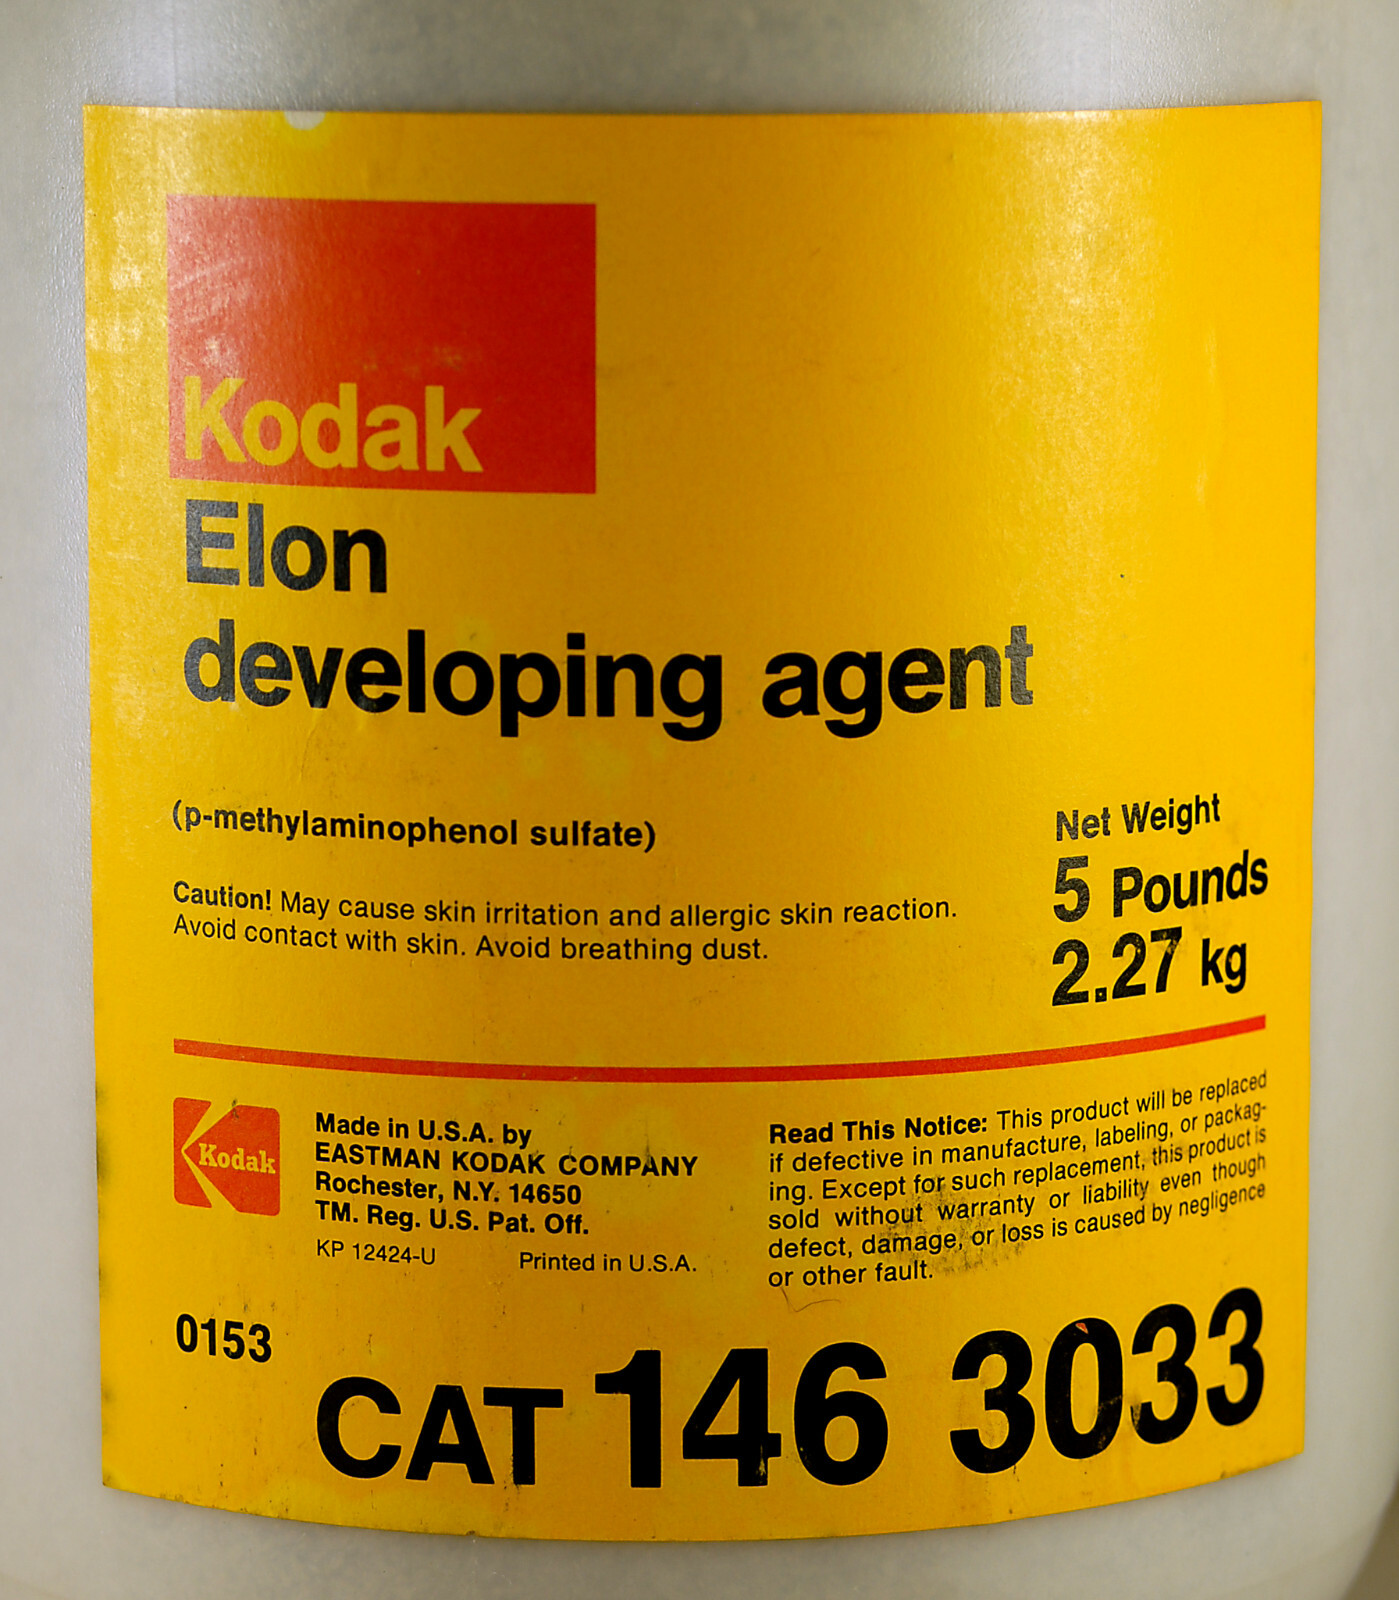 Kodak
Elon
developing agent
(p-methylaminophenol sulfate)
Caution! May cause skin irritation and allergic skin reaction.
Avoid contact with skin. Avoid breathing dust.
Net Weight
5 Pounds
2.27 kg
Kodak
Made in U.S.A. by
EASTMAN KODAK COMPANY
Rochester, N.Y. 14650
TM. Reg. U.S. Pat. Off.
KP 12424-U Printed in U.S.A.
Read This Notice: This product will be replaced
if defective in manufacture, labeling, or packag-
ing. Except for such replacement, this product is
sold without warranty or liability even though
defect, damage, or loss is caused by negligence
or other fault.
0153
CAT 146 3033